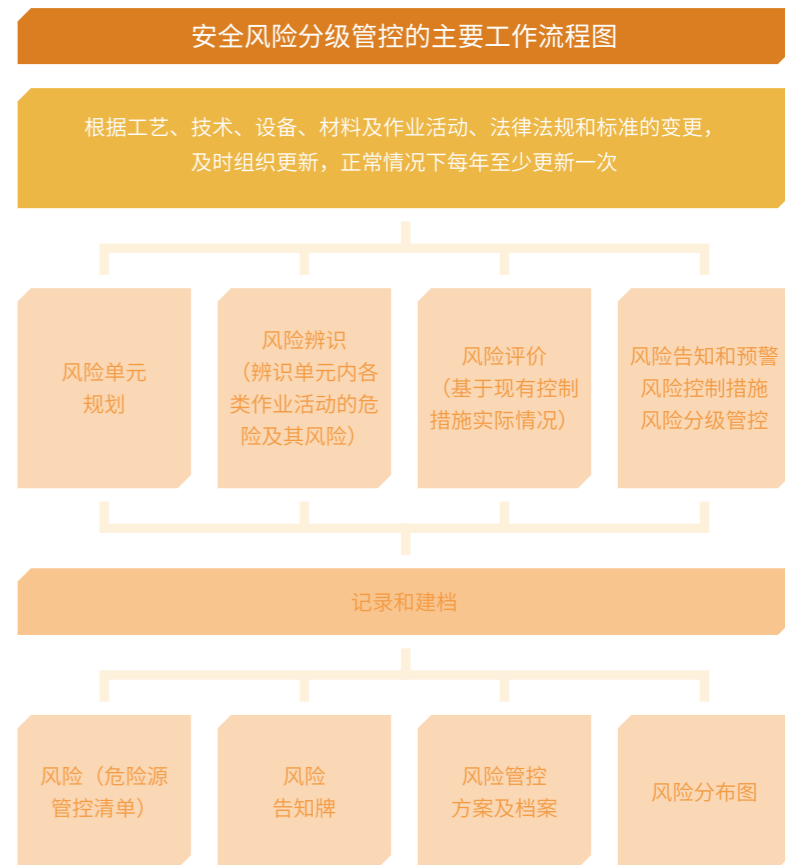 安全风险分级管控的主要工作流程图
根据工艺、技术、设备、材料及作业活动、法律法规和标准的变更，
及时组织更新，正常情况下每年至少更新一次
风险单元
规划
风险辨识
（辨识单元内各
类作业活动的危
险及其风险）
风险评价
（基于现有控制
措施实际情况）
风险告知和预警
风险控制措施
风险分级管控
记录和建档
风险（危险源
管控清单）
风险
告知牌
风险管控
方案及档案
风险分布图